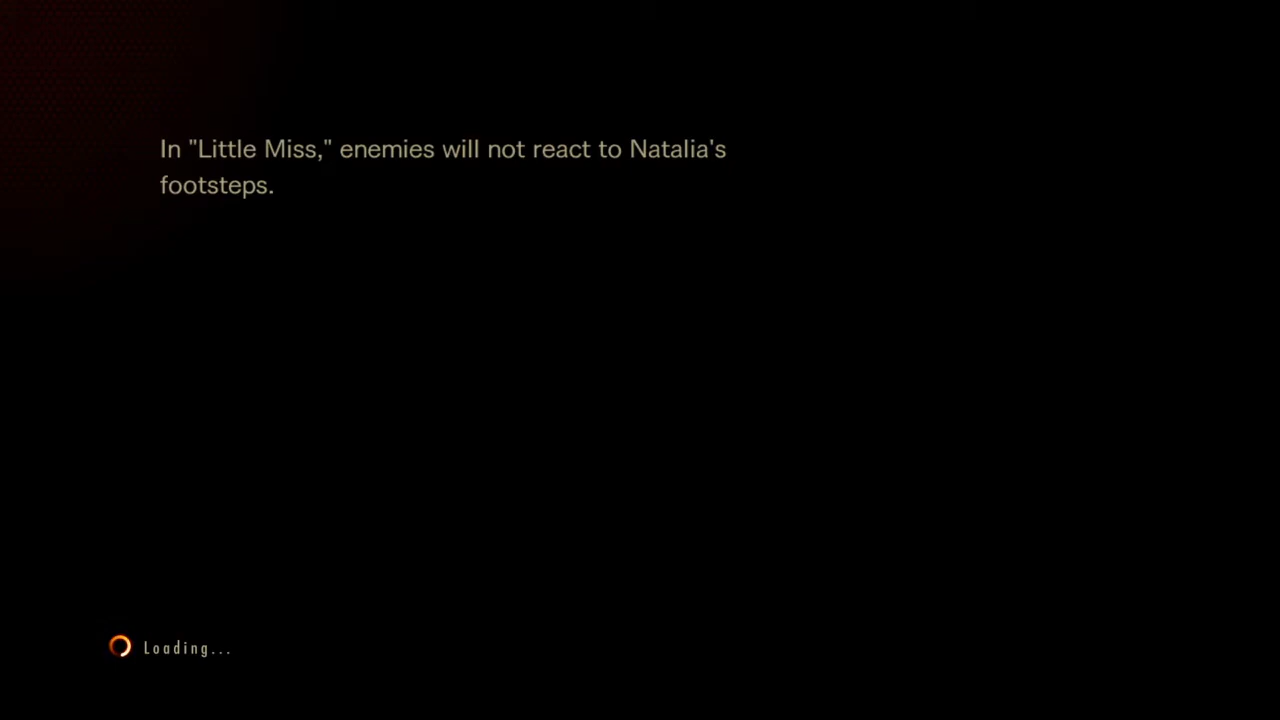 In "Little Miss," enemies will not react to Natalia's
footsteps.
Loading...